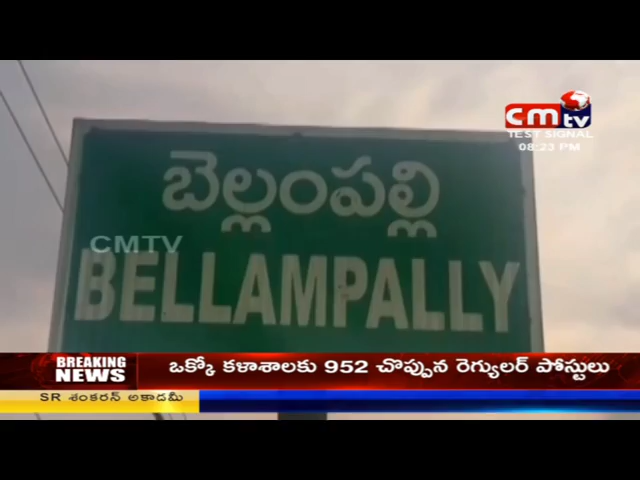 cmtv
TEST SIGNAL
08:23 PM
బెల్లంపల్లి
CMTV
BELLAMPALLY
BREAKING NEWS
ఒక్కో కళాశాలకు 952 చొప్పున రెగ్యులర్ పోస్టులు
SR శంకరన్ అకాడమీ